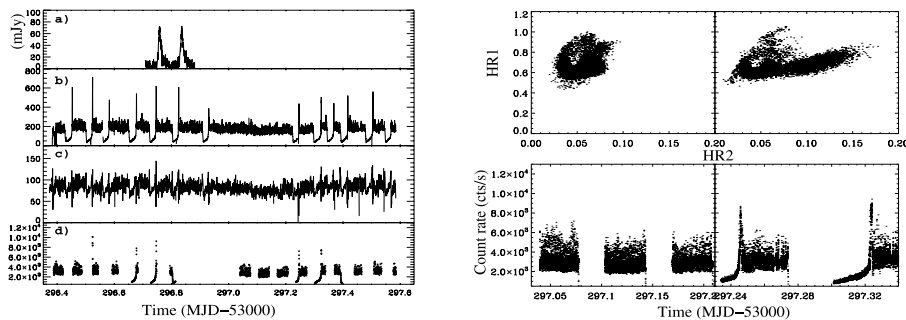 (mJy)
a)
100
80
60
40
20
0
b)
800
600
400
200
0
c)
150
100
50
0
d)
1.2×10⁴
1.0×10⁴
8.0×10³
6.0×10³
4.0×10³
2.0×10³
296.4 296.6 296.8 297.0 297.2 297.4 297.6
Time (MJD−53000)
HR1
1.2
1.0
0.8
0.6
0.4
0.2
0.0
0.00 0.05 0.10 0.15 0.00 0.05 0.10 0.15 0.20
HR2
Count rate (cts/s)
1.2×10⁴
1.0×10⁴
8.0×10³
6.0×10³
4.0×10³
2.0×10³
297.05 297.1 297.15 297.24 297.28 297.32
Time (MJD−53000)